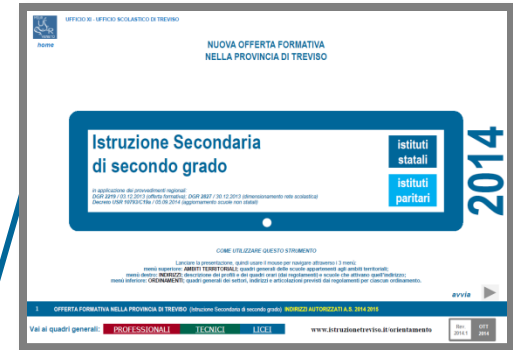 UFFICIO XI - UFFICIO SCOLASTICO DI TREVISO
home
NUOVA OFFERTA FORMATIVA
NELLA PROVINCIA DI TREVISO
Istruzione Secondaria
di secondo grado
in applicazione dei provvedimenti regionali:
DGR 2219 / 03.12.2013 (offerta formativa); DGR 2827 / 30.12.2013 (dimensionamento rete scolastica)
Decreto USR 10793/C19a / 05.09.2014 (aggiornamento scuole non statali)
istituti
statali
istituti
paritari
2014
COME UTILIZZARE QUESTO STRUMENTO
Lanciare la presentazione, quindi usare il mouse per navigare attraverso i 3 menù:
menù superiore: AMBITI TERRITORIALI; quadri generali delle scuole appartenenti agli ambiti territoriali;
menù destro: INDIRIZZI; descrizione dei profili e dei quadri orari (dai regolamenti) e scuole che attivano quell'indirizzo;
menù inferiore: ORDINAMENTI; quadri generali dei settori, indirizzi e articolazioni previsti dai regolamenti per ciascun ordinamento.
avvia
1 OFFERTA FORMATIVA NELLA PROVINCIA DI TREVISO (Istruzione Secondaria di secondo grado) INDIRIZZI AUTORIZZATI A.S. 2014 2015
Vai ai quadri generali: PROFESSIONALI TECNICI LICEI www.istruzionetreviso.it/orientamento
Rev. 2014.1 OTT 2014